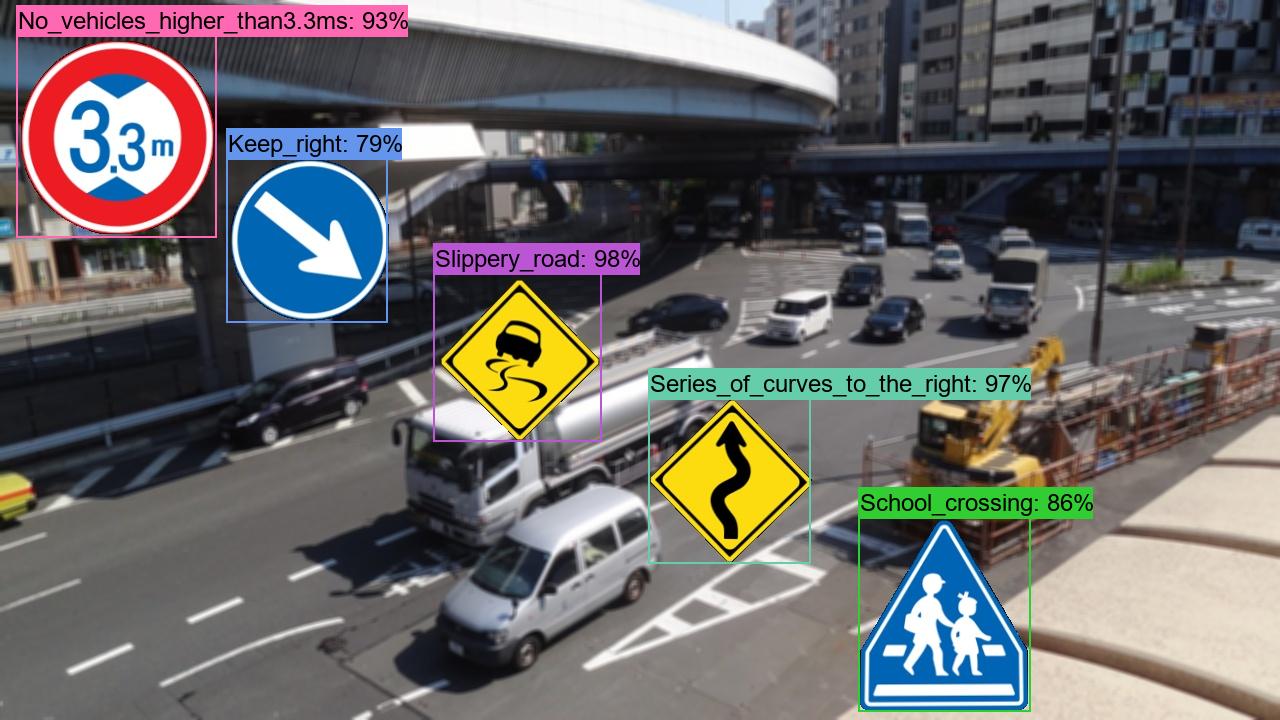 No_vehicles_higher_than3.3ms: 93%
3.3m
Keep_right: 79%
Slippery_road: 98%
Series_of_curves_to_the_right: 97%
School_crossing: 86%